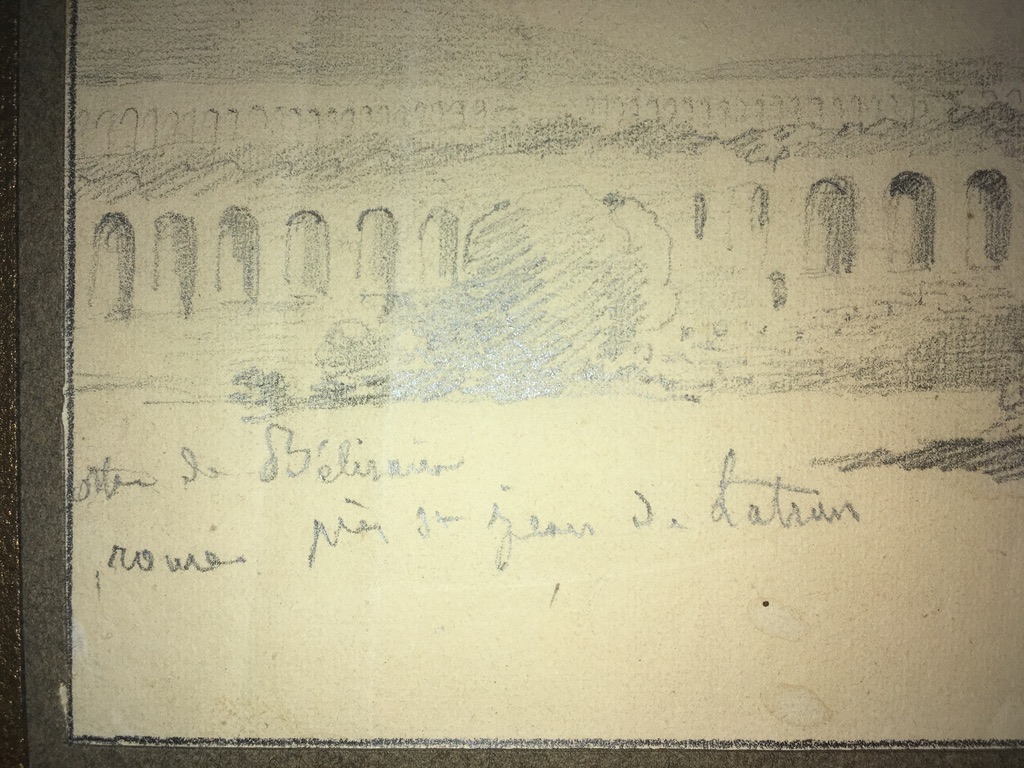 de Bélisaire
près St Jean de Latran
rome